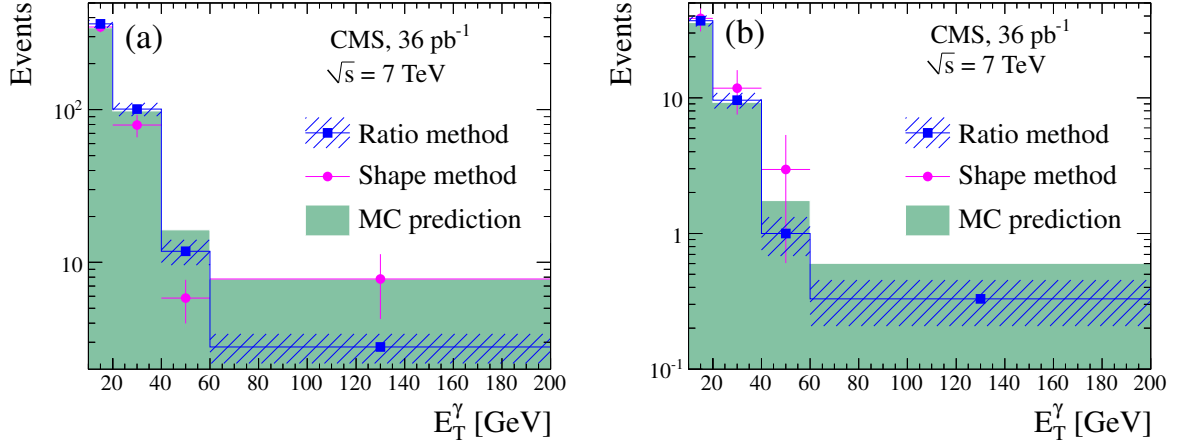 Events
(a)
CMS, 36 pb⁻¹
√s = 7 TeV
Ratio method
Shape method
MC prediction
10²
10
20 40 60 80 100 120 140 160 180 200
E_T^γ [GeV]
Events
(b)
CMS, 36 pb⁻¹
√s = 7 TeV
Ratio method
Shape method
MC prediction
10
1
10⁻¹
20 40 60 80 100 120 140 160 180 200
E_T^γ [GeV]